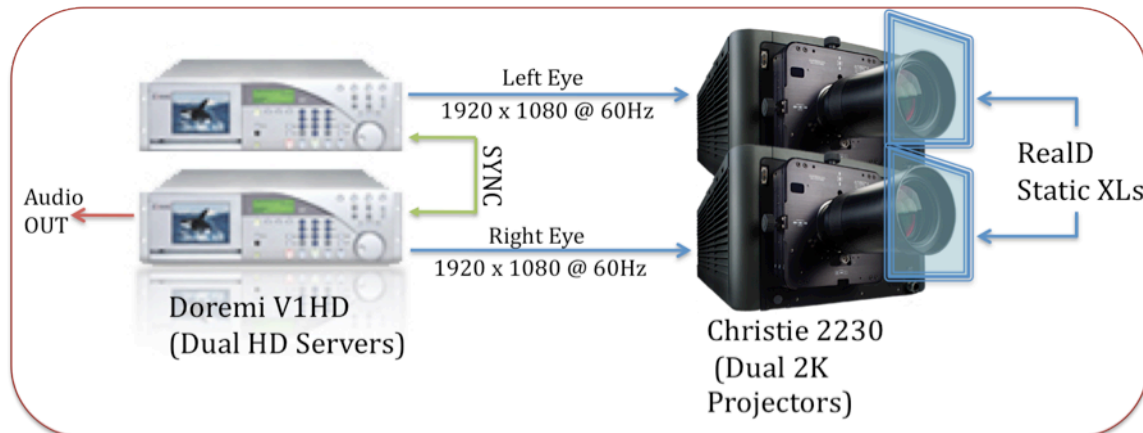 Left Eye
1920 x 1080 @ 60Hz
SYNC
Audio
OUT
Right Eye
1920 x 1080 @ 60Hz
RealD
Static XLs
Doremi V1HD
(Dual HD Servers)
Christie 2230
(Dual 2K
Projectors)